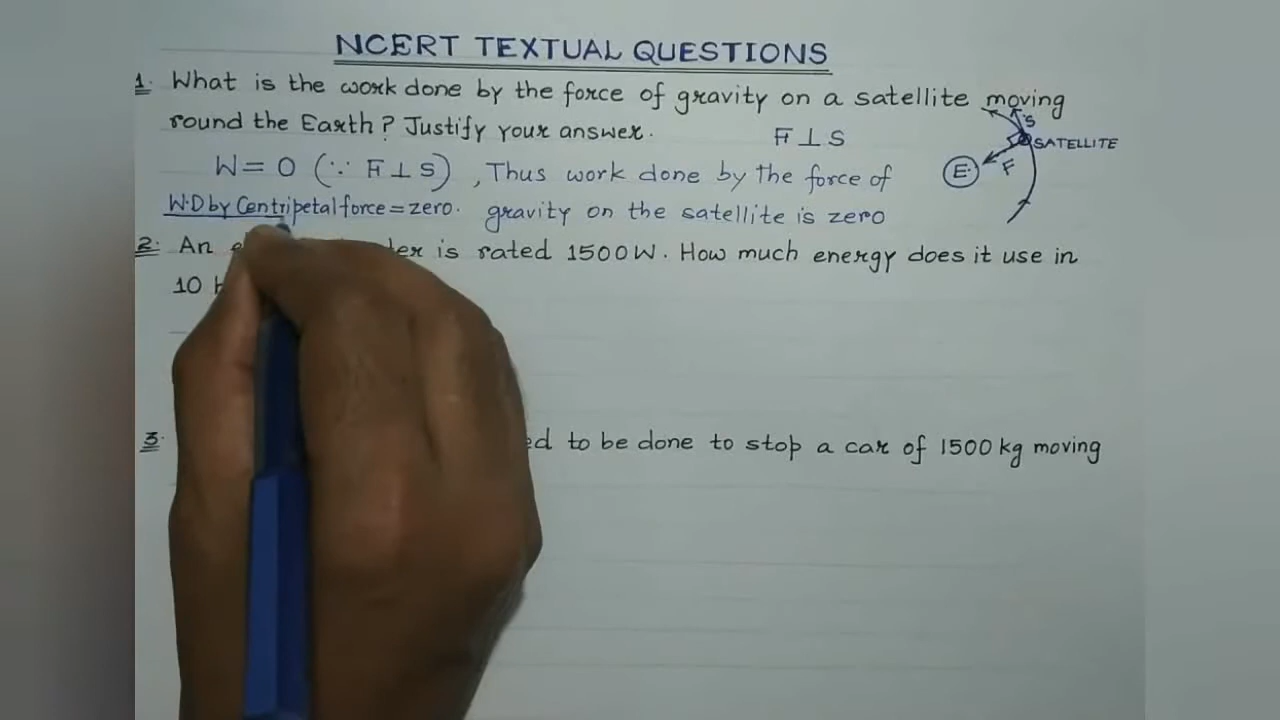 NCERT TEXTUAL QUESTIONS
1. What is the work done by the force of gravity on a satellite moving
round the Earth? Justify your answer.
F ⊥ S
S
SATELLITE
E
F
W = 0 (∵ F ⊥ S), Thus work done by the force of
W.D by Centripetal force = zero. gravity on the satellite is zero
2. An is rated 1500W. How much energy does it use in
10
3. to be done to stop a car of 1500 kg moving